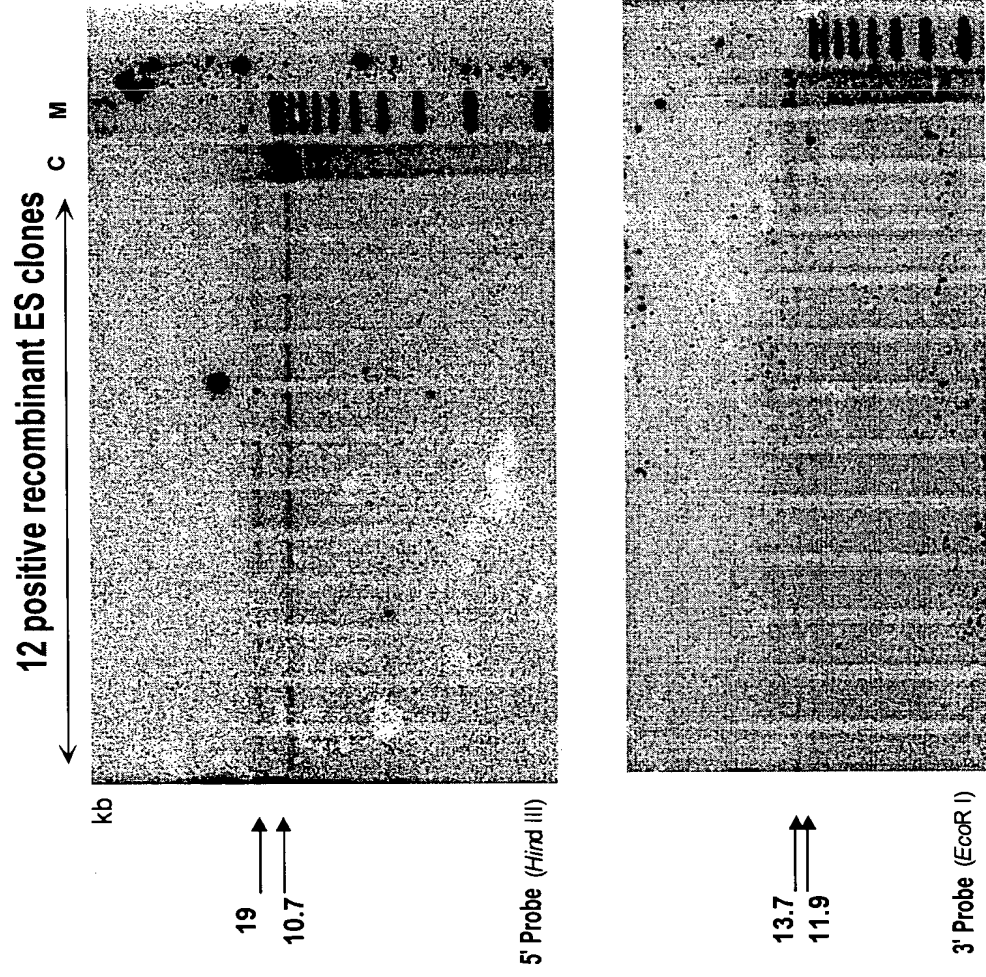 12 positive recombinant ES clones
C
M
kb
19
10.7
5' Probe (Hind III)
13.7
11.9
3' Probe (EcoR I)